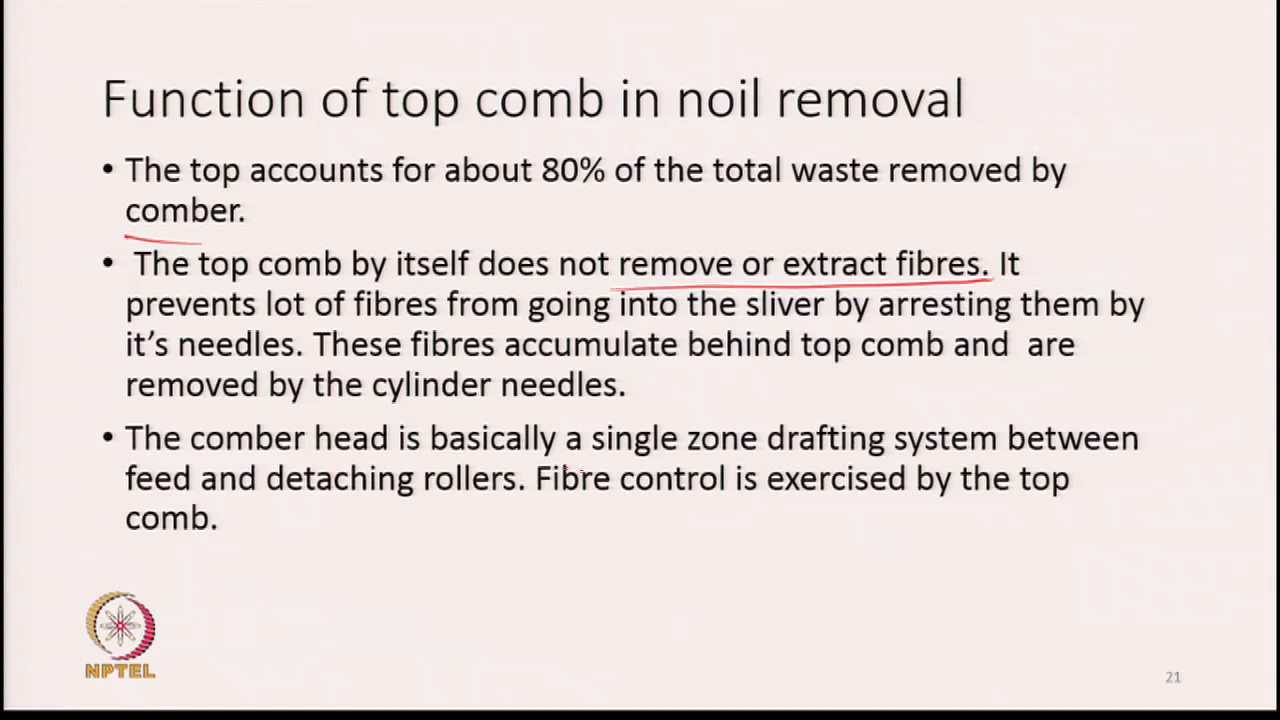 Function of top comb in noil removal
• The top accounts for about 80% of the total waste removed by
comber.
• The top comb by itself does not remove or extract fibres. It
prevents lot of fibres from going into the sliver by arresting them by
it’s needles. These fibres accumulate behind top comb and are
removed by the cylinder needles.
• The comber head is basically a single zone drafting system between
feed and detaching rollers. Fibre control is exercised by the top
comb.
NPTEL
21